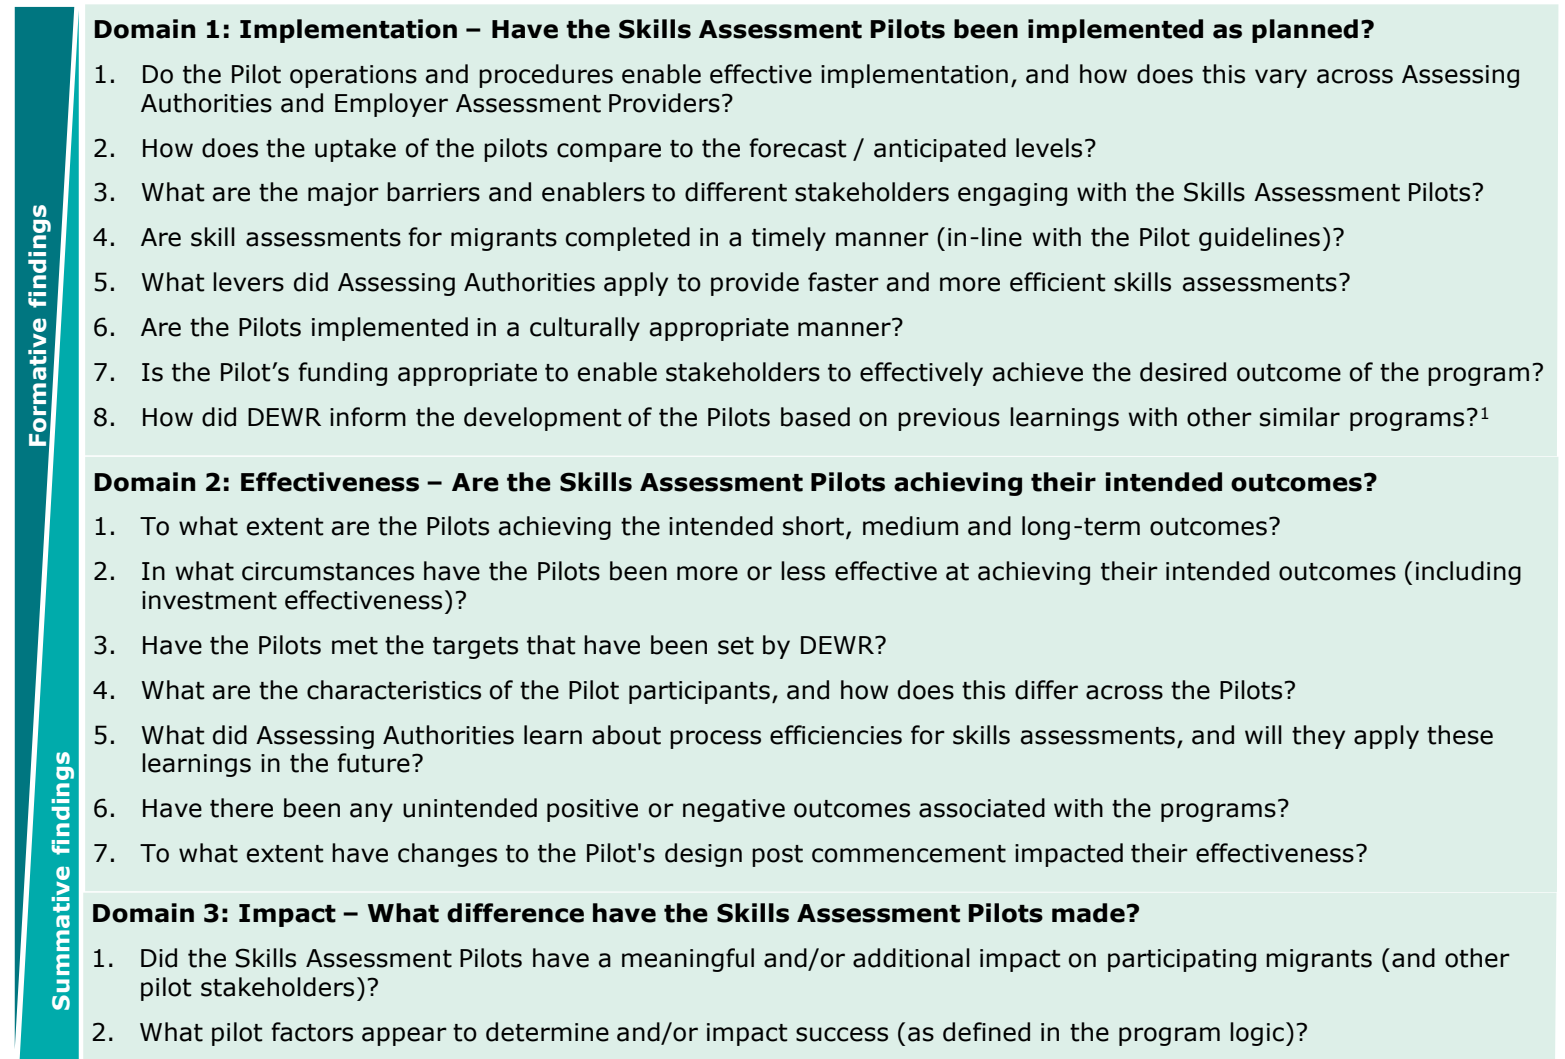 Domain 1: Implementation – Have the Skills Assessment Pilots been implemented as planned?
1. Do the Pilot operations and procedures enable effective implementation, and how does this vary across Assessing
Authorities and Employer Assessment Providers?
2. How does the uptake of the pilots compare to the forecast / anticipated levels?
3. What are the major barriers and enablers to different stakeholders engaging with the Skills Assessment Pilots?
4. Are skill assessments for migrants completed in a timely manner (in-line with the Pilot guidelines)?
5. What levers did Assessing Authorities apply to provide faster and more efficient skills assessments?
6. Are the Pilots implemented in a culturally appropriate manner?
7. Is the Pilot’s funding appropriate to enable stakeholders to effectively achieve the desired outcome of the program?
8. How did DEWR inform the development of the Pilots based on previous learnings with other similar programs?¹
Formative findings
Domain 2: Effectiveness – Are the Skills Assessment Pilots achieving their intended outcomes?
1. To what extent are the Pilots achieving the intended short, medium and long-term outcomes?
2. In what circumstances have the Pilots been more or less effective at achieving their intended outcomes (including
investment effectiveness)?
3. Have the Pilots met the targets that have been set by DEWR?
4. What are the characteristics of the Pilot participants, and how does this differ across the Pilots?
5. What did Assessing Authorities learn about process efficiencies for skills assessments, and will they apply these
learnings in the future?
6. Have there been any unintended positive or negative outcomes associated with the programs?
7. To what extent have changes to the Pilot's design post commencement impacted their effectiveness?
Summative findings
Domain 3: Impact – What difference have the Skills Assessment Pilots made?
1. Did the Skills Assessment Pilots have a meaningful and/or additional impact on participating migrants (and other
pilot stakeholders)?
2. What pilot factors appear to determine and/or impact success (as defined in the program logic)?